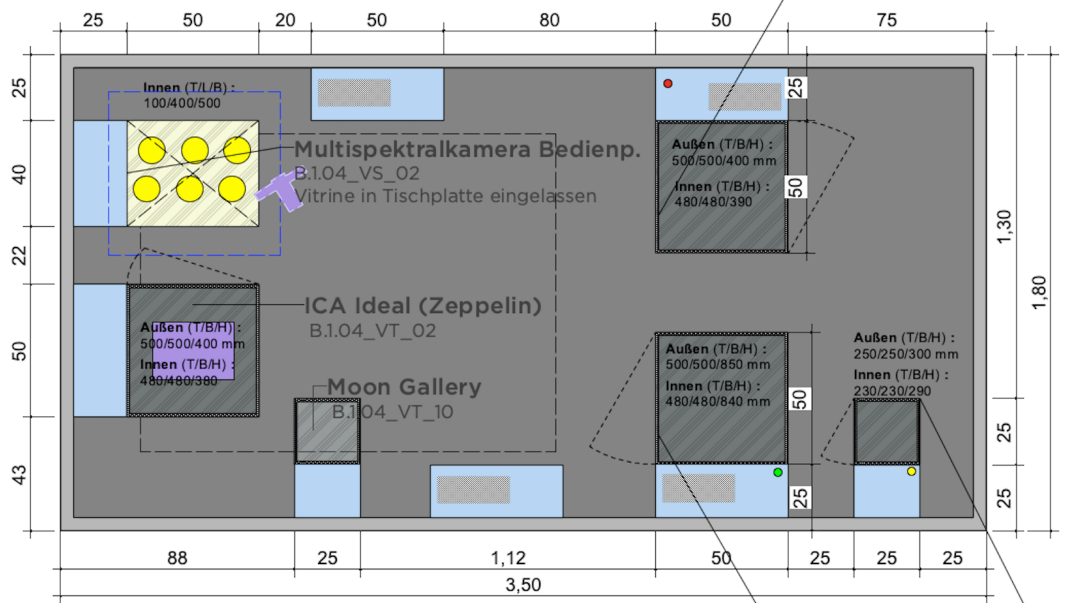 25 50 20 50 80 50 75
25
40
22
50
43
Innen (T/L/B) :
100/400/500
Multispektralkamera Bedienp.
B.1.04_VS_02
Vitrine in Tischplatte eingelassen
ICA Ideal (Zeppelin)
B.1.04_VT_02
Außen (T/B/H) :
500/500/400 mm
Innen (T/B/H) :
480/480/380
Moon Gallery
B.1.04_VT_10
25
Außen (T/B/H) :
500/500/400 mm
Innen (T/B/H) :
480/480/390
50
Außen (T/B/H) :
500/500/850 mm
Innen (T/B/H) :
480/480/840 mm
50
25
Außen (T/B/H) :
250/250/300 mm
Innen (T/B/H) :
230/230/290
1,30
25
25
1,80
88 25 1,12 50 25 25 25
3,50